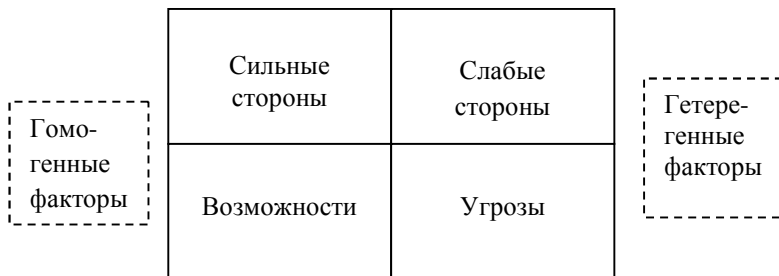 Гомо-
генные
факторы
Сильные
стороны
Слабые
стороны
Возможности
Угрозы
Гетере-
генные
факторы